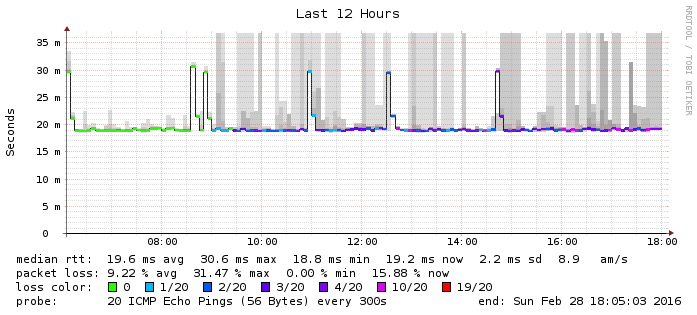 Last 12 Hours
RRDTOOL / TOBI OETIKER
Seconds
35 m
30 m
25 m
20 m
15 m
10 m
5 m
0
08:00 10:00 12:00 14:00 16:00 18:00
median rtt: 19.6 ms avg 30.6 ms max 18.8 ms min 19.2 ms now 2.2 ms sd 8.9 am/s
packet loss: 9.22 % avg 31.47 % max 0.00 % min 15.88 % now
loss color: 0 1/20 2/20 3/20 4/20 10/20 19/20
probe: 20 ICMP Echo Pings (56 Bytes) every 300s end: Sun Feb 28 18:05:03 2016